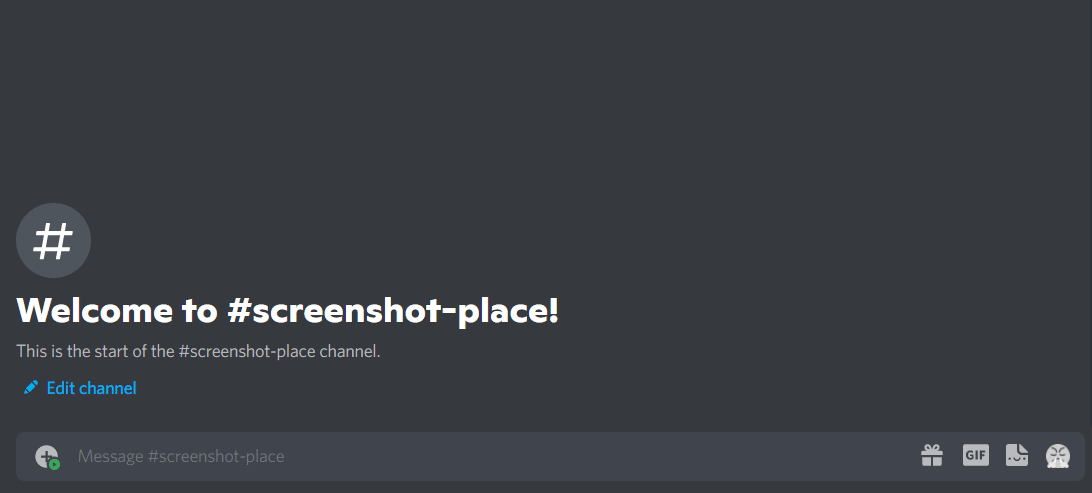 #
Welcome to #screenshot-place!
This is the start of the #screenshot-place channel.
Edit channel
Message #screenshot-place
GIF